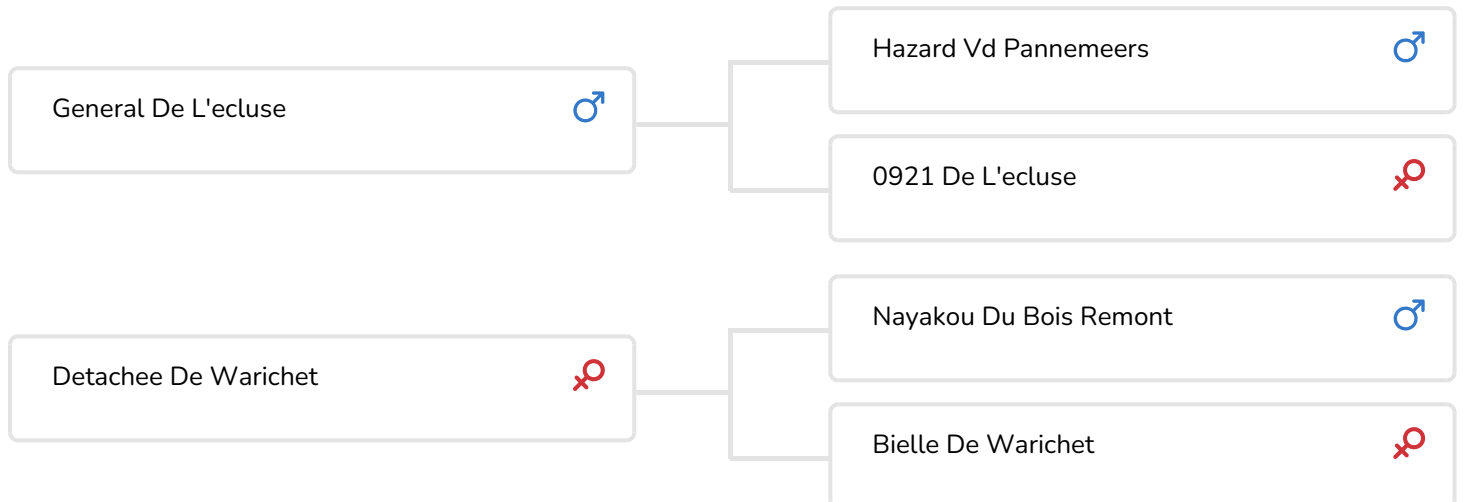 Hazard Vd Pannemeers
General De L'ecluse
0921 De L'ecluse
Nayakou Du Bois Remont
Detachee De Warichet
Bielle De Warichet